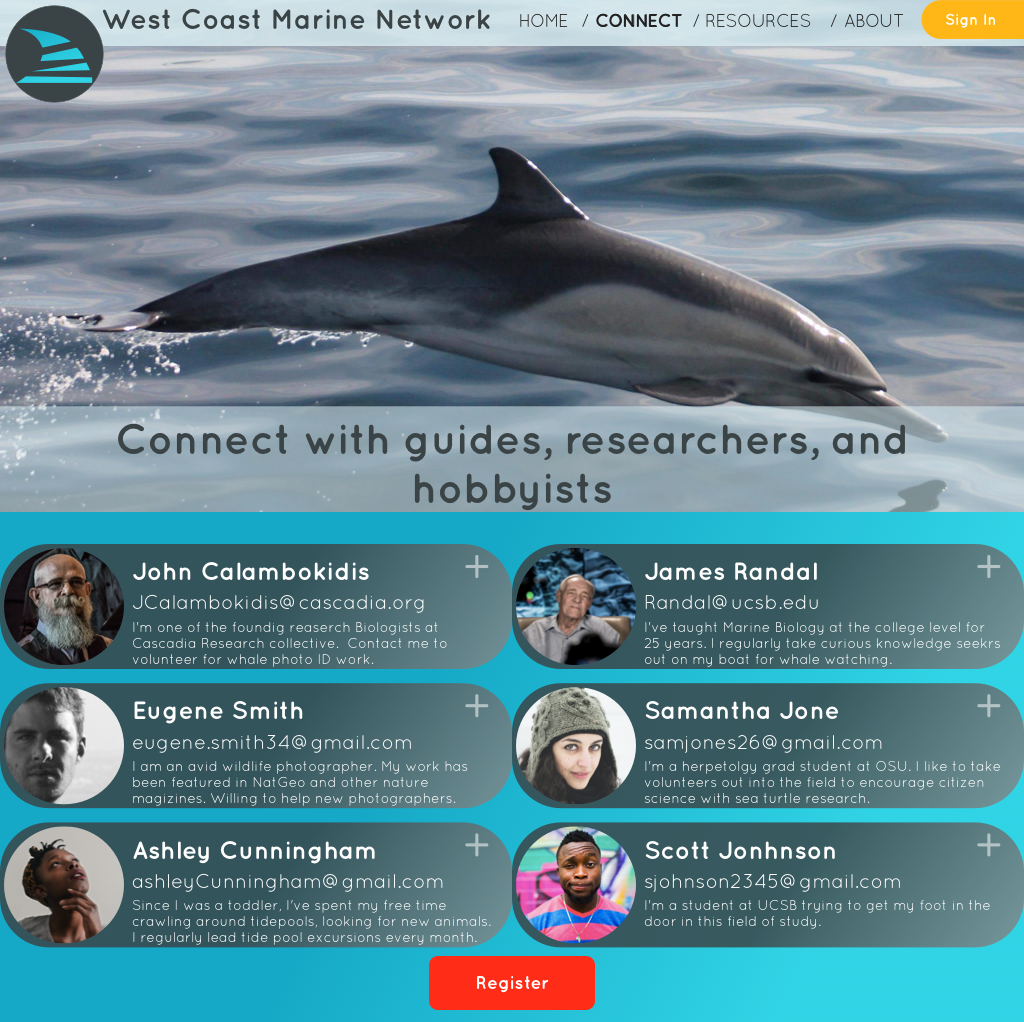 West Coast Marine Network HOME / CONNECT / RESOURCES / ABOUT Sign In
Connect with guides, researchers, and
hobbyists
John Calambokidis
JCalambokidis@cascadia.org
I'm one of the foundig reaserch Biologists at
Cascadia Research collective. Contact me to
volunteer for whale photo ID work.
James Randal
Randal@ucsb.edu
I've taught Marine Biology at the college level for
25 years. I regularly take curious knowledge seekrs
out on my boat for whale watching.
Eugene Smith
eugene.smith34@gmail.com
I am an avid wildlife photographer. My work has
been featured in NatGeo and other nature
magizines. Willing to help new photographers.
Samantha Jone
samjones26@gmail.com
I'm a herpetolgy grad student at OSU. I like to take
volunteers out into the field to encourage citizen
science with sea turtle research.
Ashley Cunningham
ashleyCunningham@gmail.com
Since I was a toddler, I've spent my free time
crawling around tidepools, looking for new animals.
I regularly lead tide pool excursions every month.
Scott Jonhnson
sjohnson2345@gmail.com
I'm a student at UCSB trying to get my foot in the
door in this field of study.
Register